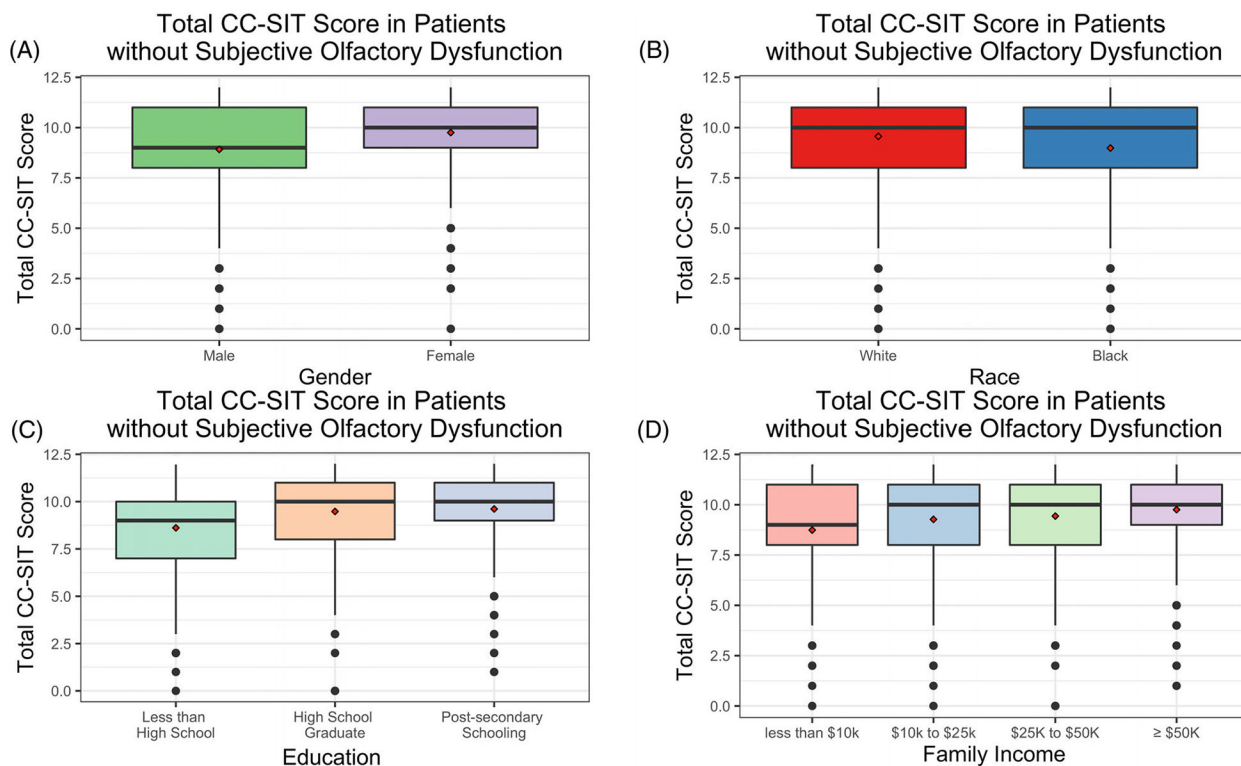 (A)
Total CC-SIT Score in Patients
without Subjective Olfactory Dysfunction
Total CC-SIT Score
12.5
10.0
7.5
5.0
2.5
0.0
Male
Female
Gender
(B)
Total CC-SIT Score in Patients
without Subjective Olfactory Dysfunction
Total CC-SIT Score
12.5
10.0
7.5
5.0
2.5
0.0
White
Black
Race
(C)
Total CC-SIT Score in Patients
without Subjective Olfactory Dysfunction
Total CC-SIT Score
12.5
10.0
7.5
5.0
2.5
0.0
Less than
High School
High School
Graduate
Post-secondary
Schooling
Education
(D)
Total CC-SIT Score in Patients
without Subjective Olfactory Dysfunction
Total CC-SIT Score
12.5
10.0
7.5
5.0
2.5
0.0
less than $10k
$10k to $25k
$25K to $50K
≥ $50K
Family Income